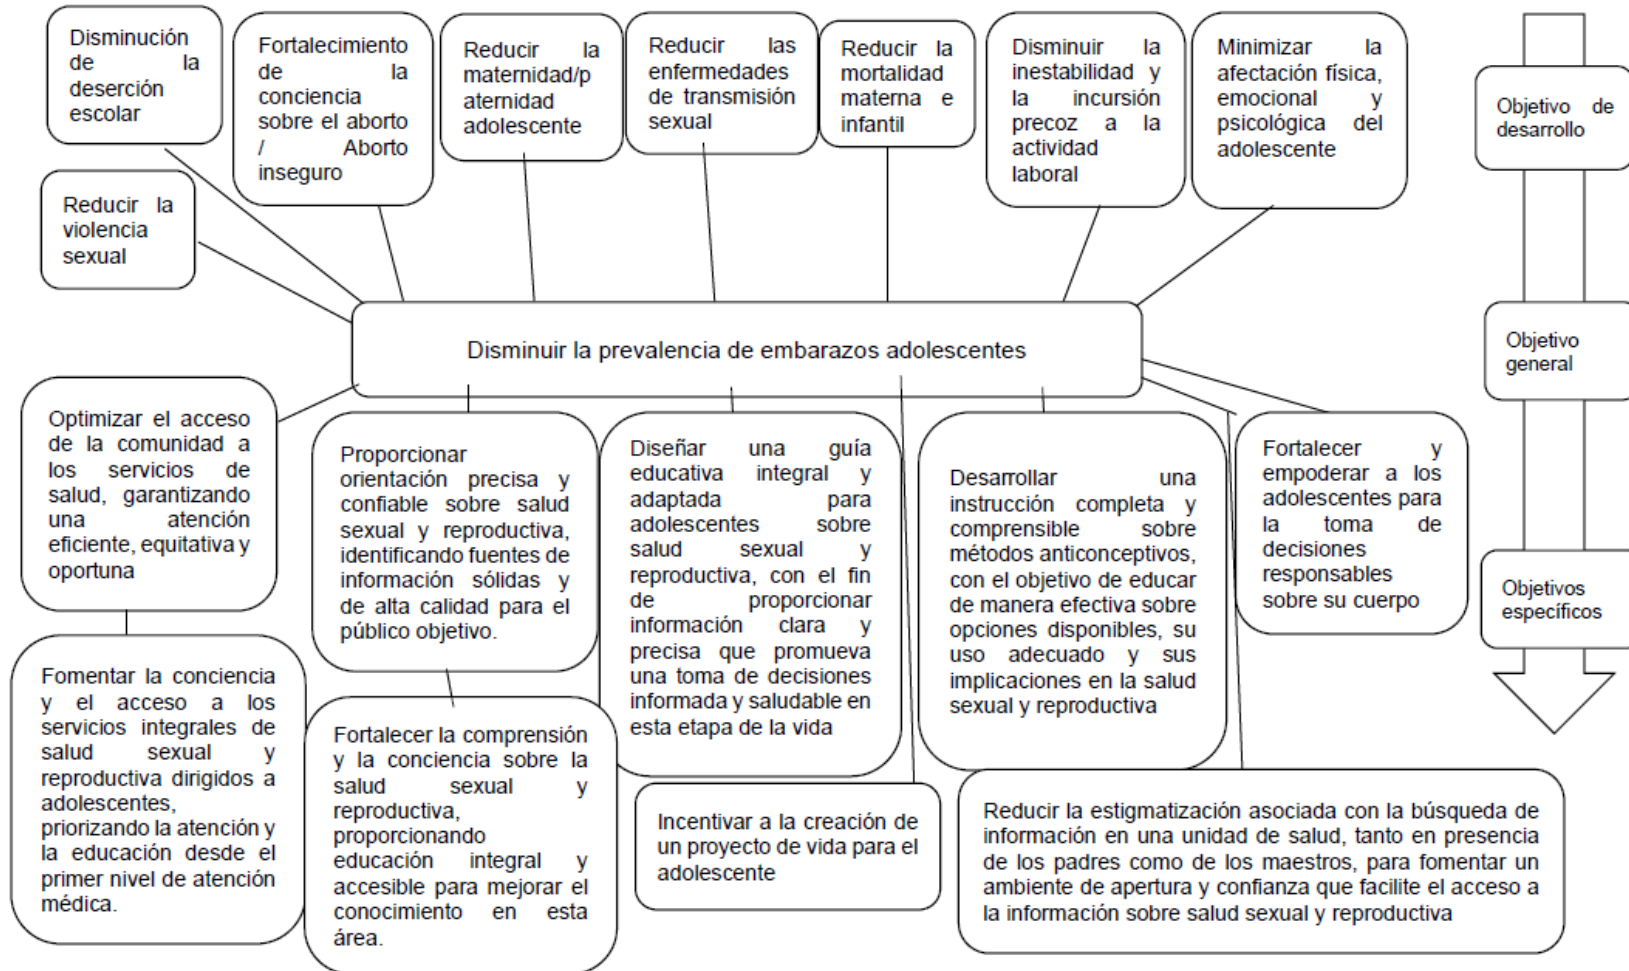 Disminución
de la
deserción
escolar
Fortalecimiento
de la
conciencia
sobre el aborto
/ Aborto
inseguro
Reducir la
maternidad/p
aternidad
adolescente
Reducir las
enfermedades
de transmisión
sexual
Reducir la
mortalidad
materna e
infantil
Disminuir la
inestabilidad y
la incursión
precoz a la
actividad
laboral
Minimizar la
afectación física,
emocional y
psicológica del
adolescente
Objetivo de
desarrollo
Reducir la
violencia
sexual
Disminuir la prevalencia de embarazos adolescentes
Objetivo
general
Optimizar el acceso
de la comunidad a
los servicios de
salud, garantizando
una atención
eficiente, equitativa y
oportuna
Proporcionar
orientación precisa y
confiable sobre salud
sexual y reproductiva,
identificando fuentes de
información sólidas y
de alta calidad para el
público objetivo.
Diseñar una guía
educativa integral y
adaptada para
adolescentes sobre
salud sexual y
reproductiva, con el fin
de proporcionar
información clara y
precisa que promueva
una toma de decisiones
informada y saludable en
esta etapa de la vida
Desarrollar una
instrucción completa y
comprensible sobre
métodos anticonceptivos,
con el objetivo de educar
de manera efectiva sobre
opciones disponibles, su
uso adecuado y sus
implicaciones en la salud
sexual y reproductiva
Fortalecer y
empoderar a los
adolescentes para
la toma de
decisiones
responsables
sobre su cuerpo
Objetivos
específicos
Fomentar la conciencia
y el acceso a los
servicios integrales de
salud sexual y
reproductiva dirigidos a
adolescentes,
priorizando la atención y
la educación desde el
primer nivel de atención
médica.
Fortalecer la comprensión
y la conciencia sobre la
salud sexual y
reproductiva,
proporcionando
educación integral y
accesible para mejorar el
conocimiento en esta
área.
Incentivar a la creación de
un proyecto de vida para el
adolescente
Reducir la estigmatización asociada con la búsqueda de
información en una unidad de salud, tanto en presencia
de los padres como de los maestros, para fomentar un
ambiente de apertura y confianza que facilite el acceso a
la información sobre salud sexual y reproductiva